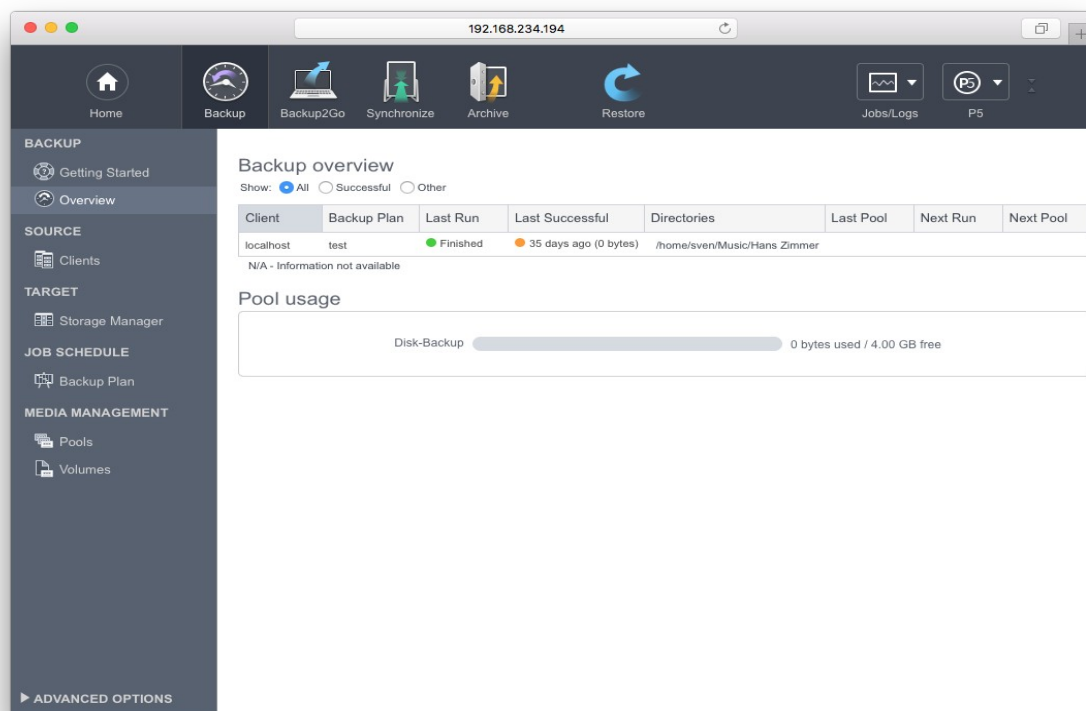 192.168.234.194
Home
Backup
Backup2Go
Synchronize
Archive
Restore
Jobs/Logs
P5
P5
BACKUP
Getting Started
Overview
SOURCE
Clients
TARGET
Storage Manager
JOB SCHEDULE
Backup Plan
MEDIA MANAGEMENT
Pools
Volumes
ADVANCED OPTIONS
Backup overview
Show: All Successful Other
Client Backup Plan Last Run Last Successful Directories Last Pool Next Run Next Pool
localhost test Finished 35 days ago (0 bytes) /home/sven/Music/Hans Zimmer
N/A - Information not available
Pool usage
Disk-Backup 0 bytes used / 4.00 GB free